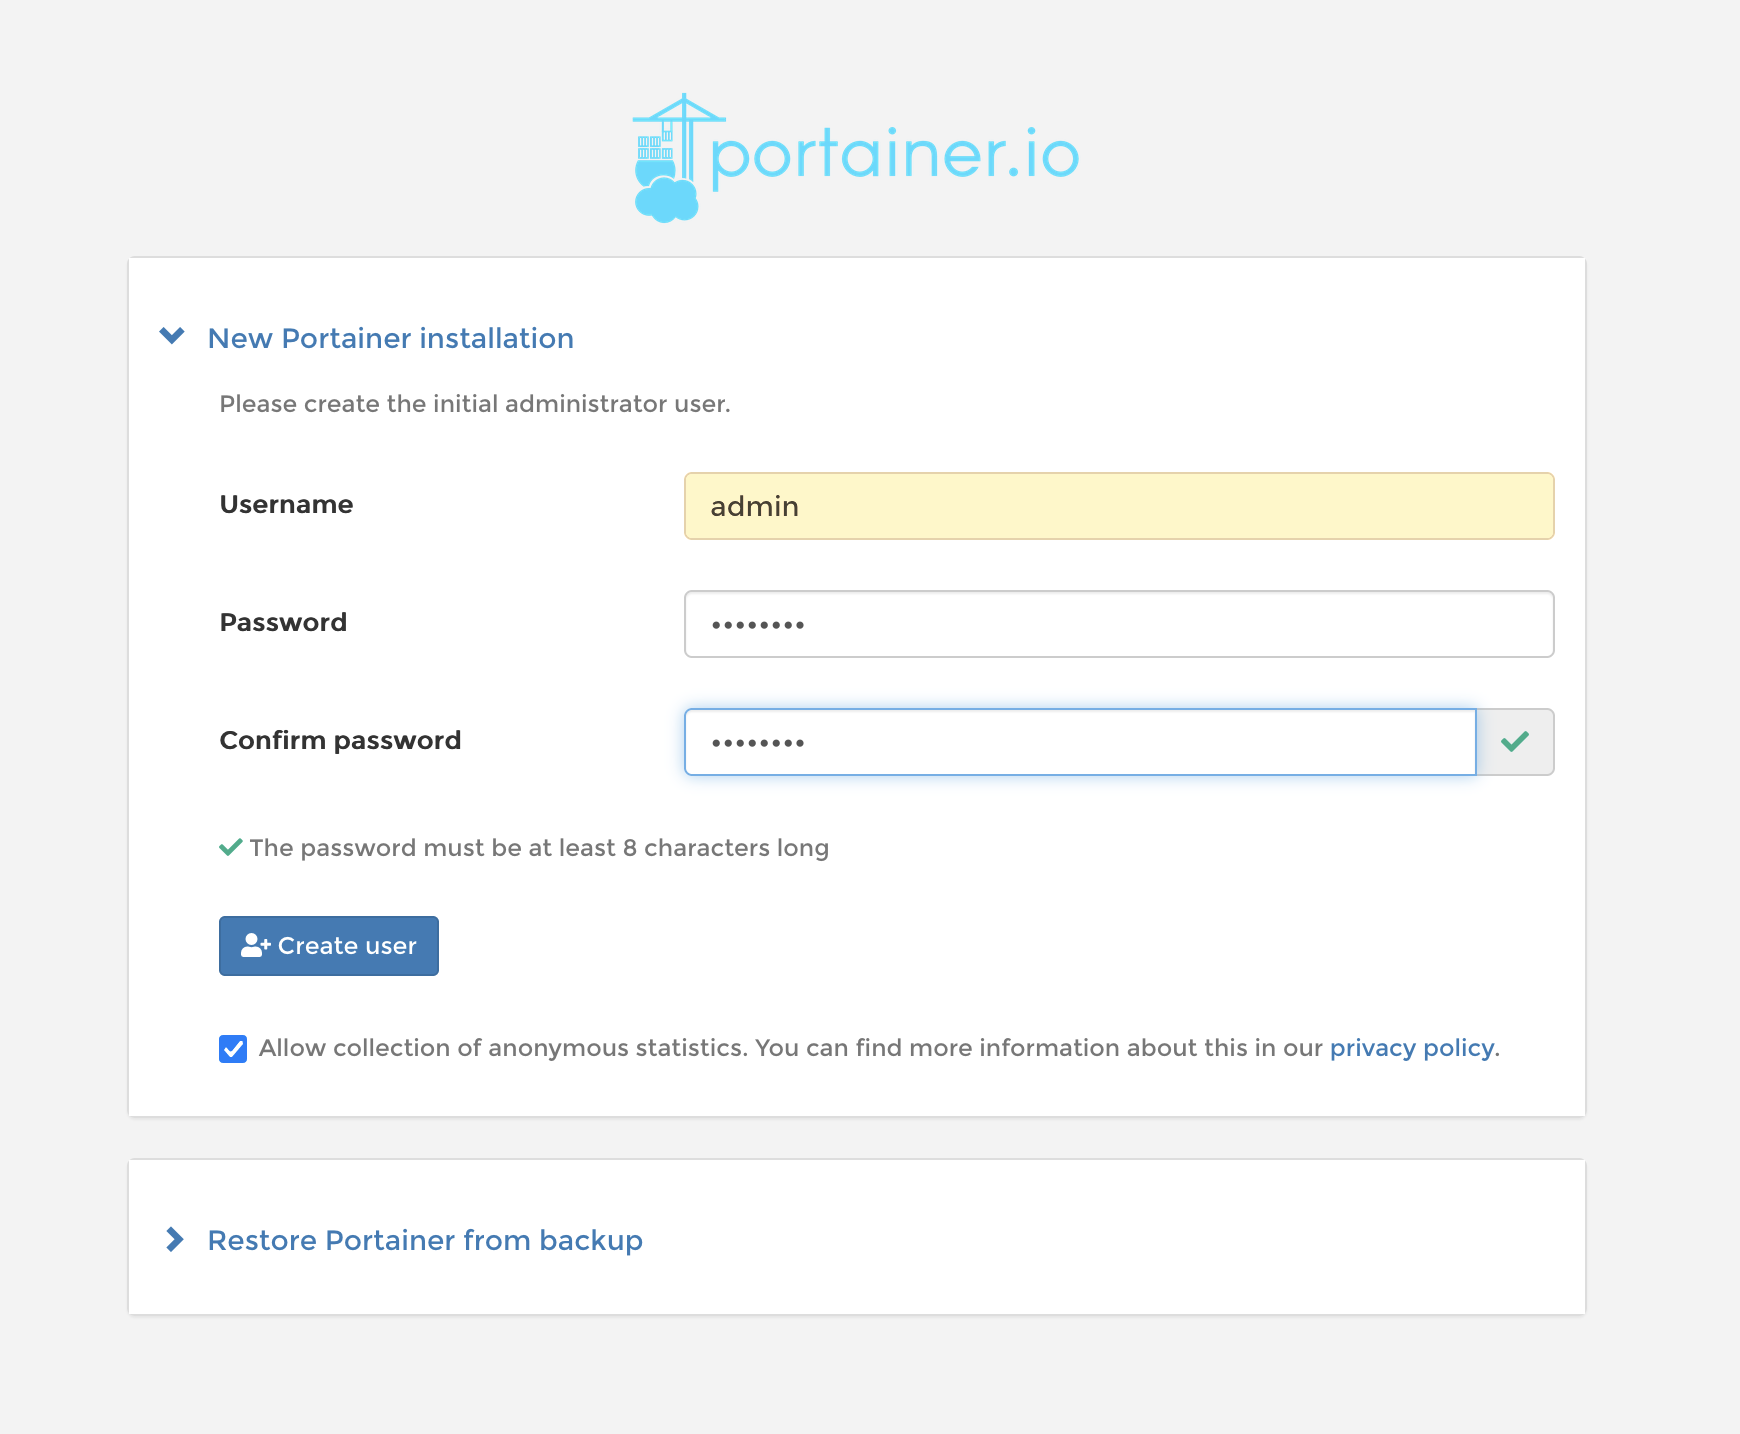 portainer.io
New Portainer installation
Please create the initial administrator user.
Username
admin
Password
••••••••
Confirm password
••••••••
The password must be at least 8 characters long
Create user
Allow collection of anonymous statistics. You can find more information about this in our privacy policy.
Restore Portainer from backup